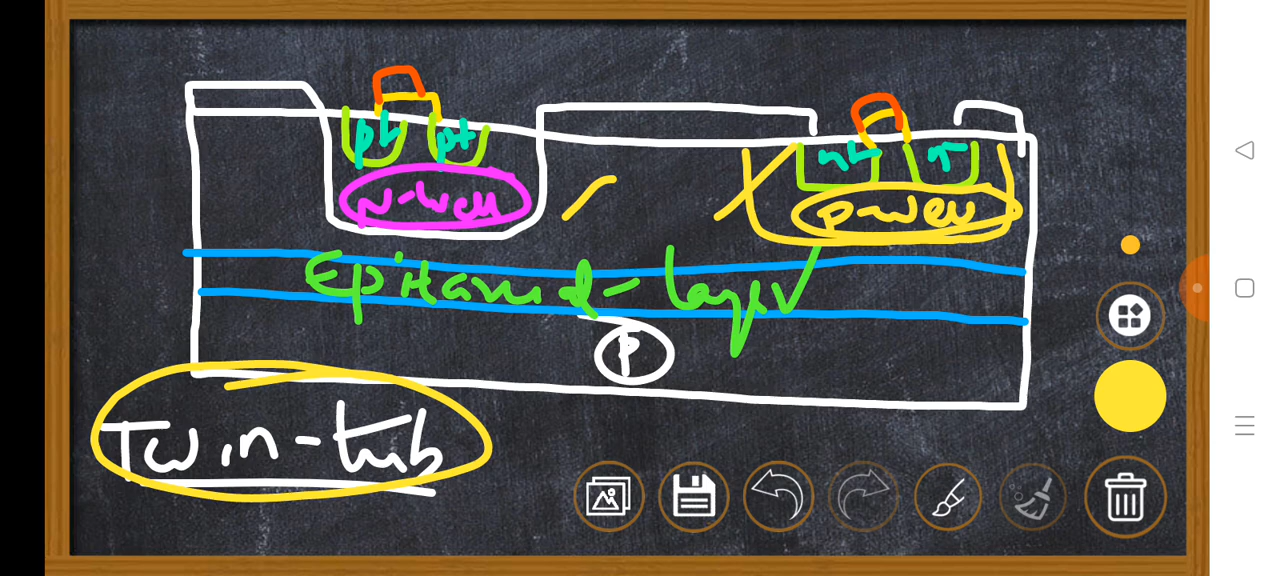 p+ p+
n+
N-well
p-well
Epitaxial-layer
P
Twin-tub